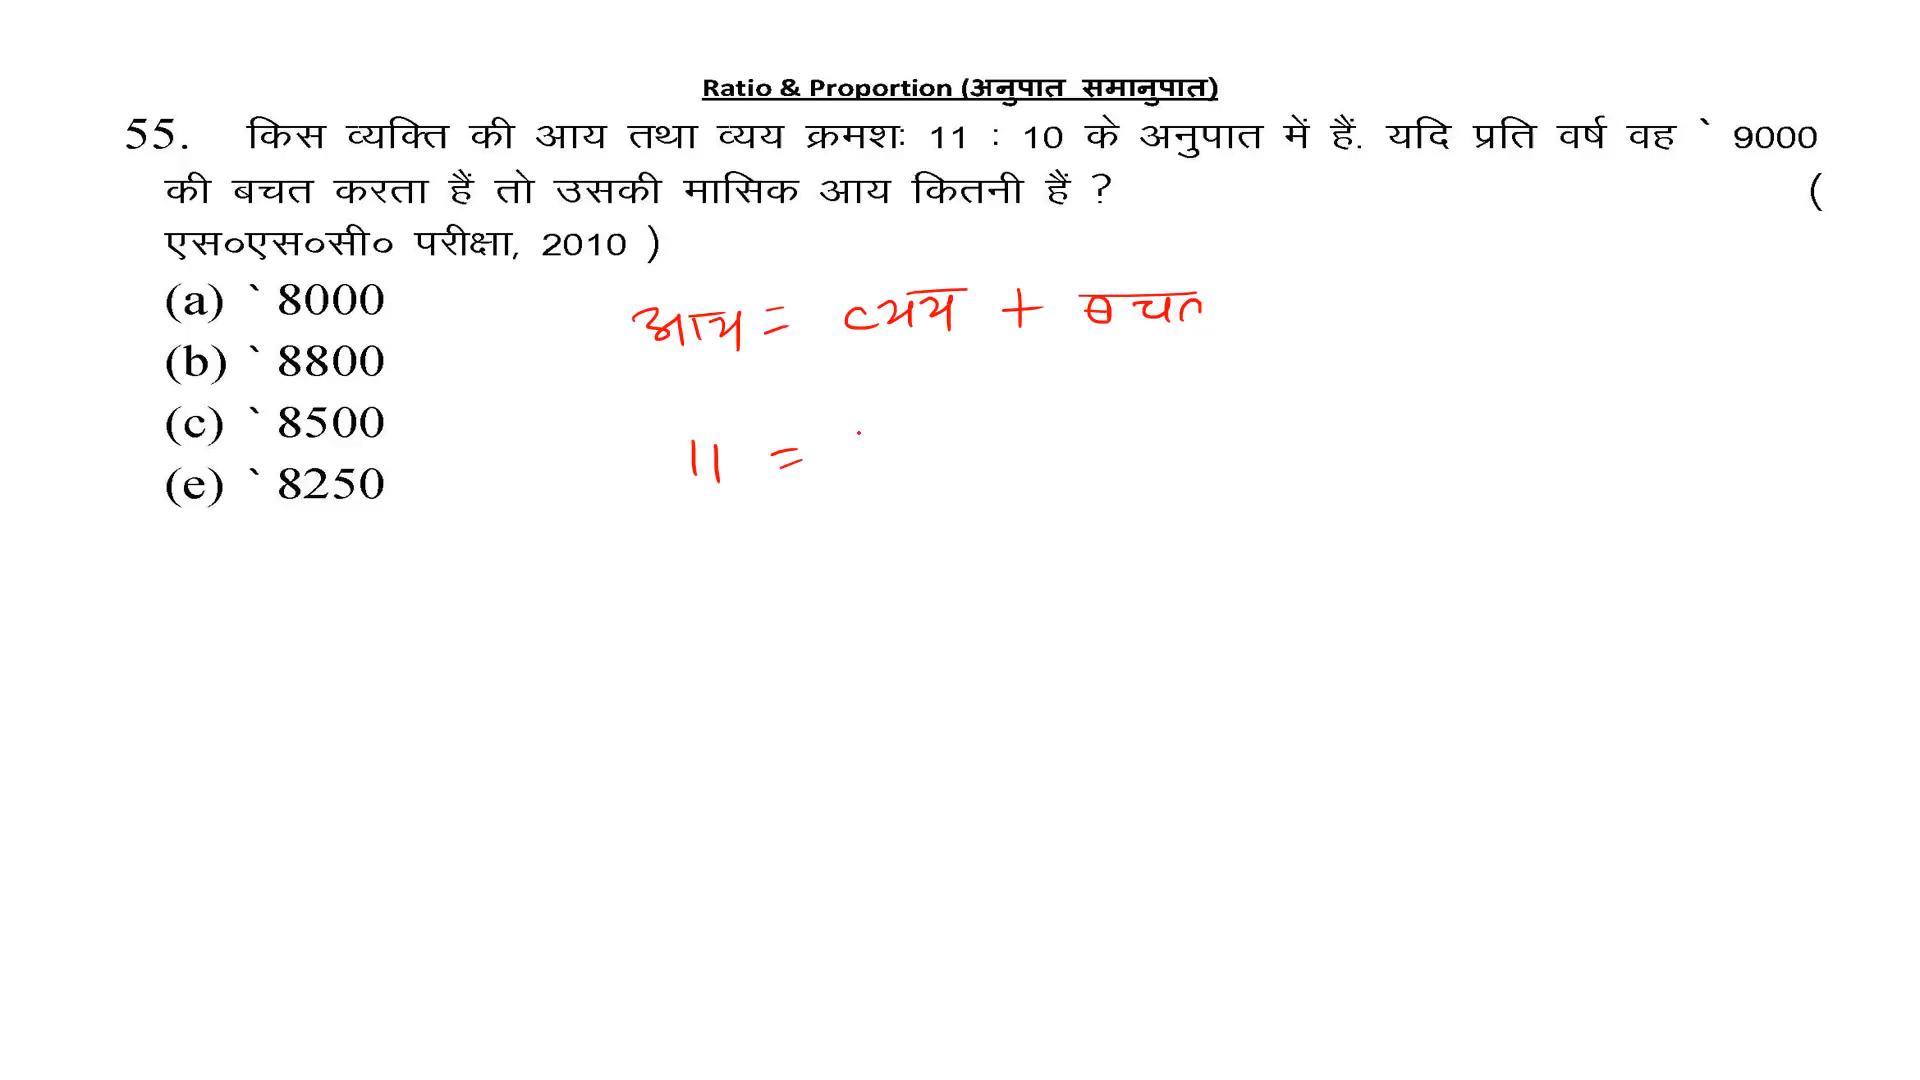 Ratio & Proportion (अनुपात समानुपात)
55. किस व्यक्ति की आय तथा व्यय क्रमशः 11 : 10 के अनुपात में हैं. यदि प्रति वर्ष वह ` 9000
की बचत करता हैं तो उसकी मासिक आय कितनी हैं ? (
एस०एस०सी० परीक्षा, 2010 )
(a) ` 8000
(b) ` 8800
(c) ` 8500
(e) ` 8250
आय = व्यय + बचत
11 =